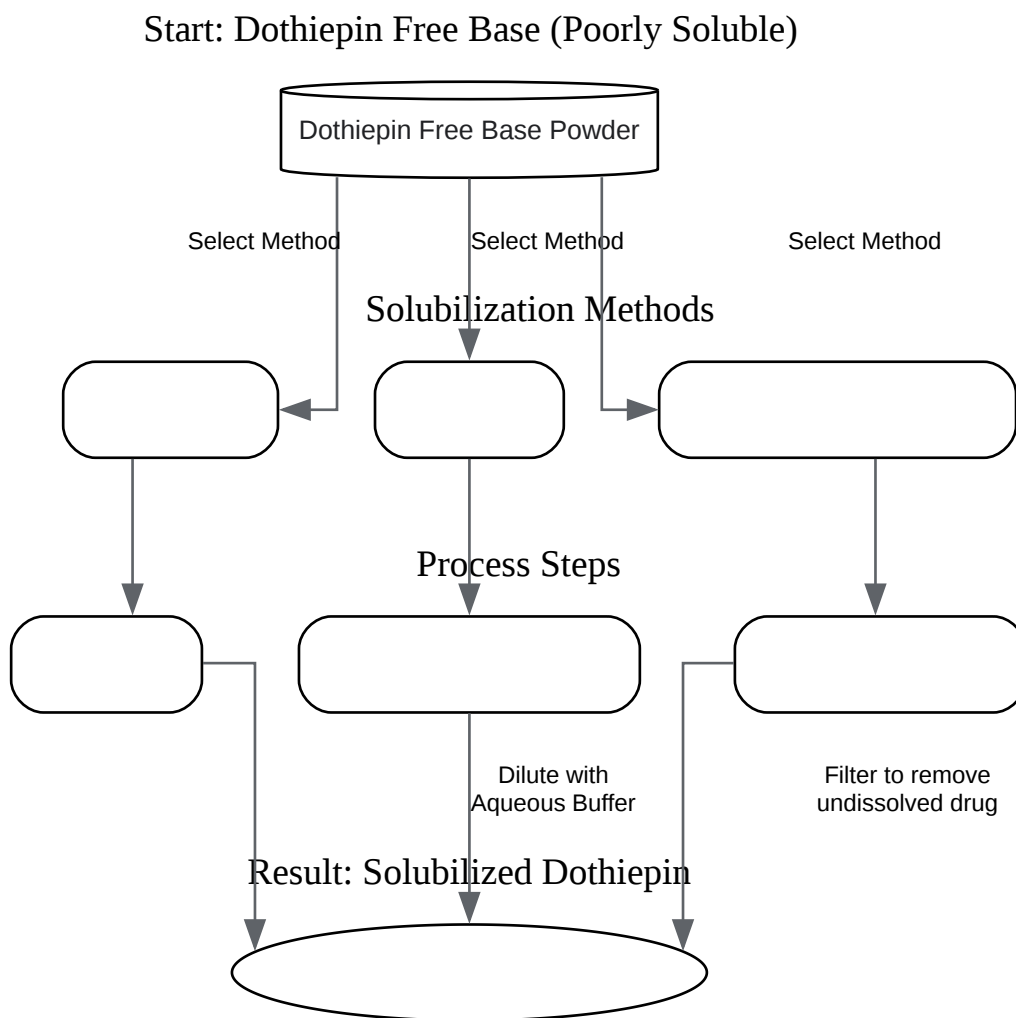 Start: Dothiepin Free Base (Poorly Soluble)
Dothiepin Free Base Powder
Select Method
Select Method
Select Method
Solubilization Methods
Process Steps
Dilute with
Aqueous Buffer
Filter to remove
undissolved drug
Result: Solubilized Dothiepin